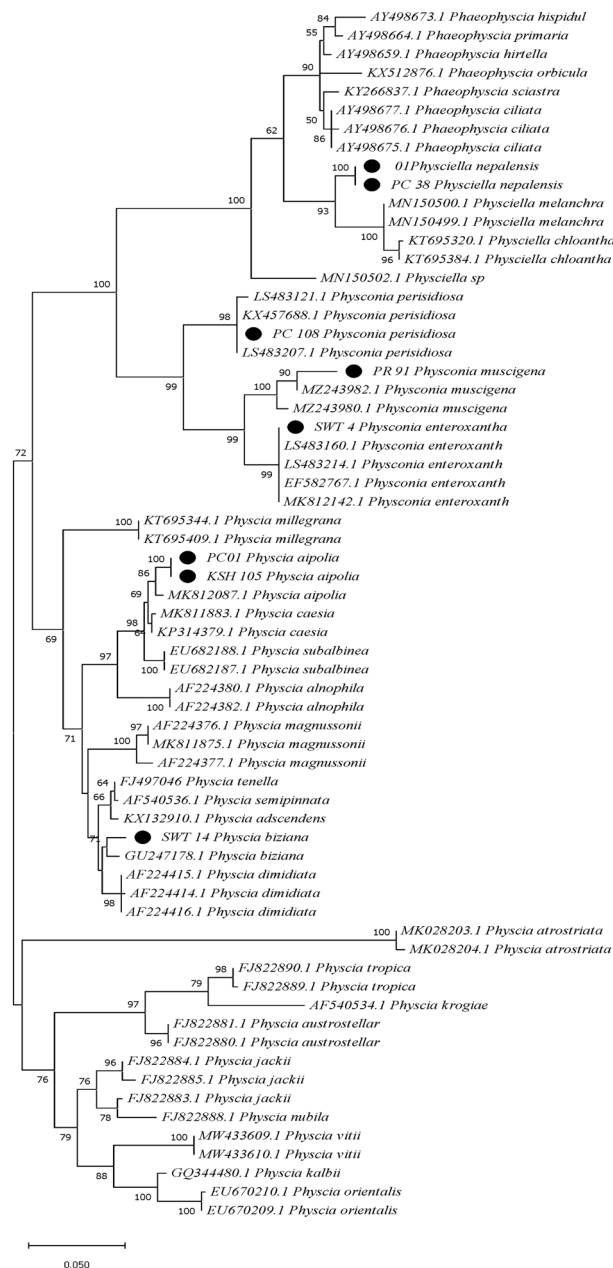 84
AY498673.1 Phaeophyscia hispidul
55
AY498664.1 Phaeophyscia primaria
AY498659.1 Phaeophyscia hirtella
90
KX512876.1 Phaeophyscia orbicula
KY266837.1 Phaeophyscia sciastra
AY498677.1 Phaeophyscia ciliata
50
AY498676.1 Phaeophyscia ciliata
86
AY498675.1 Phaeophyscia ciliata
62
100
01Physciella nepalensis
PC 38 Physciella nepalensis
93
MN150500.1 Physciella melanchra
100
MN150499.1 Physciella melanchra
100
KT695320.1 Physciella chloantha
96
KT695384.1 Physciella chloantha
MN150502.1 Physciella sp
100
LS483121.1 Physconia perisidiosa
98
KX457688.1 Physconia perisidiosa
PC 108 Physconia perisidiosa
LS483207.1 Physconia perisidiosa
99
90
PR 91 Physconia muscigena
100
MZ243982.1 Physconia muscigena
MZ243980.1 Physconia muscigena
99
SWT 4 Physconia enteroxantha
LS483160.1 Physconia enteroxanth
72
99
LS483214.1 Physconia enteroxanth
EF582767.1 Physconia enteroxanth
MK812142.1 Physconia enteroxanth
100
KT695344.1 Physcia millegrana
KT695409.1 Physcia millegrana
100
PC01 Physcia aipolia
86
KSH 105 Physcia aipolia
69
MK812087.1 Physcia aipolia
98
MK811883.1 Physcia caesia
64
KP314379.1 Physcia caesia
69
97
EU682188.1 Physcia subalbinea
100
EU682187.1 Physcia subalbinea
AF224380.1 Physcia alnophila
100
AF224382.1 Physcia alnophila
71
97
AF224376.1 Physcia magnussonii
100
MK811875.1 Physcia magnussonii
AF224377.1 Physcia magnussonii
64
FJ497046 Physcia tenella
66
AF540536.1 Physcia semipinnata
KX132910.1 Physcia adscendens
71
SWT 14 Physcia biziana
GU247178.1 Physcia biziana
AF224415.1 Physcia dimidiata
98
AF224414.1 Physcia dimidiata
AF224416.1 Physcia dimidiata
100
MK028203.1 Physcia atrostriata
MK028204.1 Physcia atrostriata
98
FJ822890.1 Physcia tropica
79
FJ822889.1 Physcia tropica
97
AF540534.1 Physcia krogiae
FJ822881.1 Physcia austrostellar
96
FJ822880.1 Physcia austrostellar
76
96
FJ822884.1 Physcia jackii
76
FJ822885.1 Physcia jackii
FJ822883.1 Physcia jackii
78
FJ822888.1 Physcia nubila
79
100
MW433609.1 Physcia vitii
MW433610.1 Physcia vitii
88
GQ344480.1 Physcia kalbii
100
EU670210.1 Physcia orientalis
100
EU670209.1 Physcia orientalis
0.050